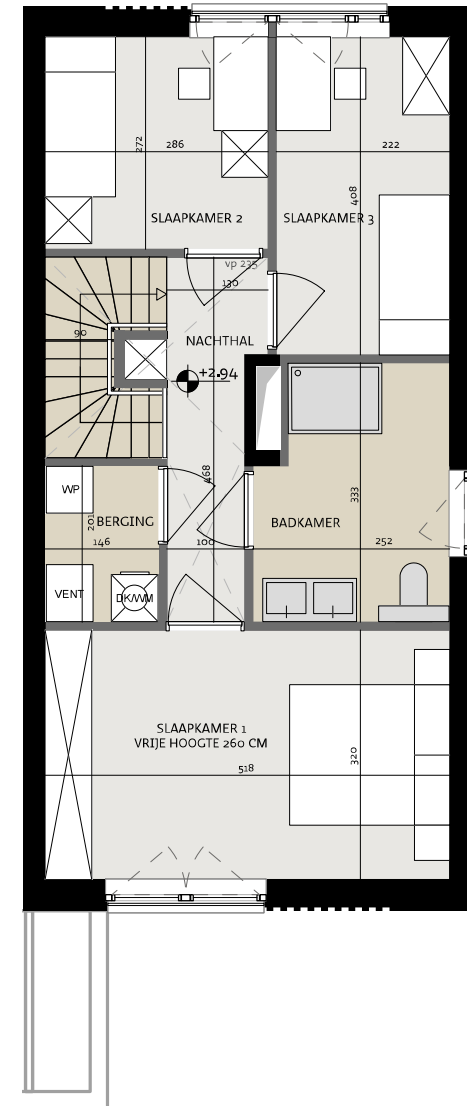 272
286
222
408
SLAAPKAMER 2
SLAAPKAMER 3
vp 235
130
90
NACHTHAL
+2.94
468
333
WP
201
BERGING
BADKAMER
146
100
252
VENT
DK/WM
SLAAPKAMER 1
VRIJE HOOGTE 260 CM
320
518